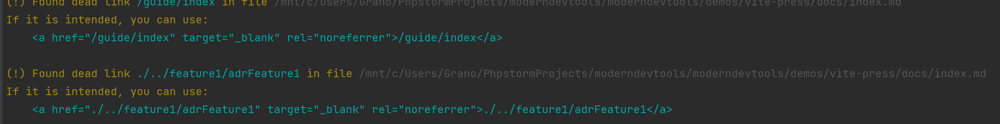 (!) Found dead link /guide/index in file /mnt/c/Users/Grano/PhpstormProjects/moderndevtools/moderndevtools/demos/vite-press/docs/index.md
If it is intended, you can use:
    <a href="/guide/index" target="_blank" rel="noreferrer">/guide/index</a>

(!) Found dead link ./../feature1/adrFeature1 in file /mnt/c/Users/Grano/PhpstormProjects/moderndevtools/moderndevtools/demos/vite-press/docs/index.md
If it is intended, you can use:
    <a href="./../feature1/adrFeature1" target="_blank" rel="noreferrer">./../feature1/adrFeature1</a>